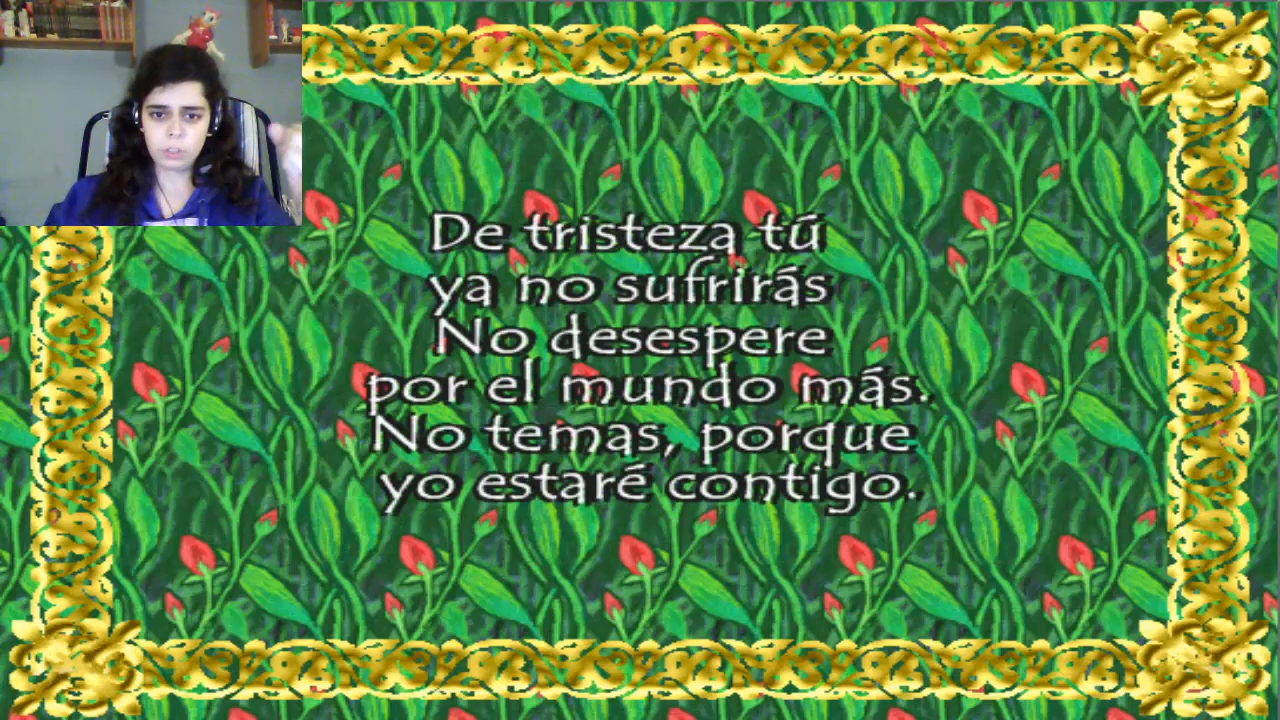 De tristeza tú
ya no sufrirás
No desespere
por el mundo más.
No temas, porque
yo estaré contigo.